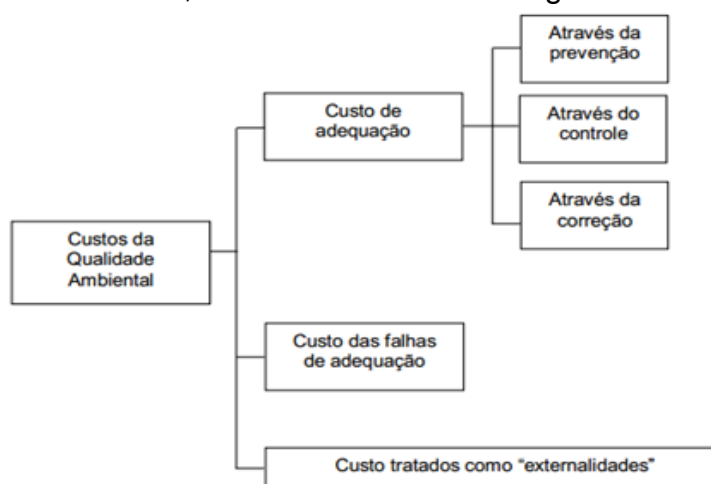 Através da
prevenção
Custo de
adequação
Através do
controle
Através da
correção
Custos da
Qualidade
Ambiental
Custo das falhas
de adequação
Custo tratados como “externalidades”